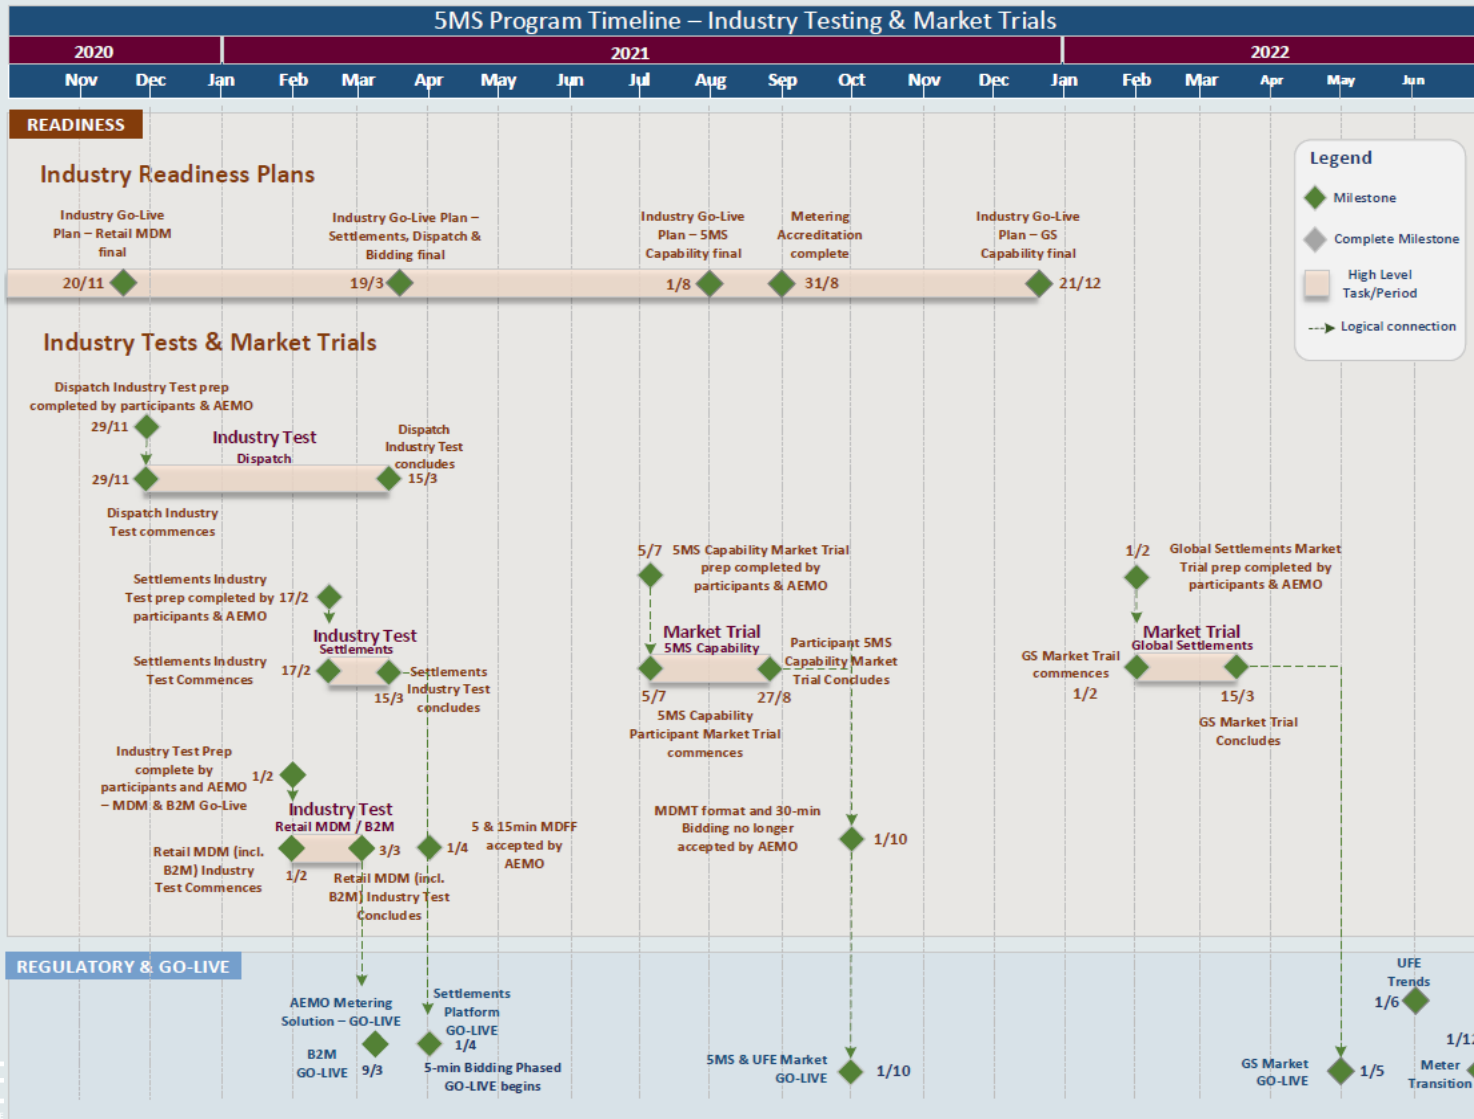 5MS Program Timeline – Industry Testing & Market Trials
2020 2021 2022
Nov Dec Jan Feb Mar Apr May Jun Jul Aug Sep Oct Nov Dec Jan Feb Mar Apr May Jun
READINESS
Industry Readiness Plans
Legend
Milestone
Complete Milestone
High Level
Task/Period
Logical connection
Industry Go-Live
Plan – Retail MDM
final
20/11
Industry Go-Live Plan –
Settlements, Dispatch &
Bidding final
19/3
Industry Go-Live
Plan – 5MS
Capability final
1/8
Metering
Accreditation
complete
31/8
Industry Go-Live
Plan – GS
Capability final
21/12
Industry Tests & Market Trials
Dispatch Industry Test prep
completed by participants & AEMO
29/11
Industry Test
Dispatch
Dispatch
Industry Test
concludes
29/11
15/3
Dispatch Industry
Test commences
Settlements Industry
Test prep completed by
participants & AEMO
17/2
Industry Test
Settlements
Settlements Industry
Test Commences
17/2
15/3
Settlements
Industry Test
concludes
5/7
5MS Capability Market Trial
prep completed by
participants & AEMO
Market Trial
5MS Capability
Participant 5MS
Capability Market
Trial Concludes
5/7
27/8
5MS Capability
Participant Market Trial
commences
1/2
Global Settlements Market
Trial prep completed by
participants & AEMO
Market Trial
Global Settlements
GS Market Trail
commences
1/2
15/3
GS Market Trial
Concludes
Industry Test Prep
complete by
participants and AEMO
– MDM & B2M Go-Live
1/2
Industry Test
Retail MDM / B2M
Retail MDM (incl.
B2M) Industry
Test Commences
1/2
3/3
Retail MDM (incl.
B2M) Industry Test
Concludes
1/4
5 & 15min MDFF
accepted by
AEMO
MDMT format and 30-min
Bidding no longer
accepted by AEMO
1/10
REGULATORY & GO-LIVE
AEMO Metering
Solution – GO-LIVE
B2M
GO-LIVE
9/3
Settlements
Platform
GO-LIVE
1/4
5-min Bidding Phased
GO-LIVE begins
5MS & UFE Market
GO-LIVE
1/10
GS Market
GO-LIVE
1/5
UFE
Trends
1/6
Meter
Transition